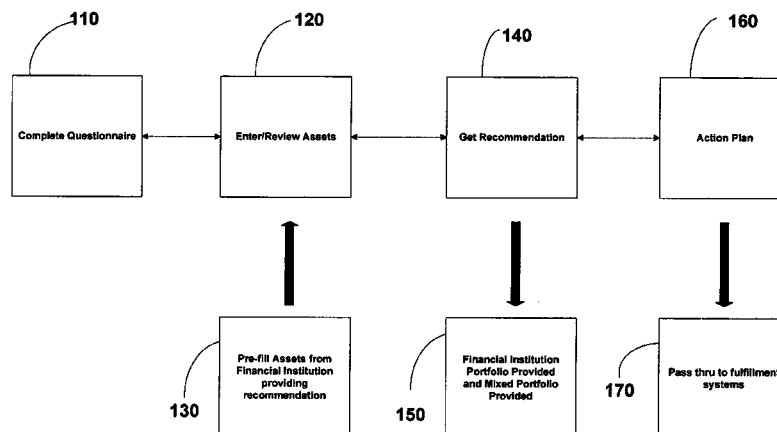 110
120
140
160
Complete Questionnaire
Enter/Review Assets
Get Recommendation
Action Plan
Pre-fill Assets from
Financial Institution
providing
recommendation
Financial Institution
Portfolio Provided
and Mixed Portfolio
Provided
Pass thru to fulfillment
systems
130
150
170